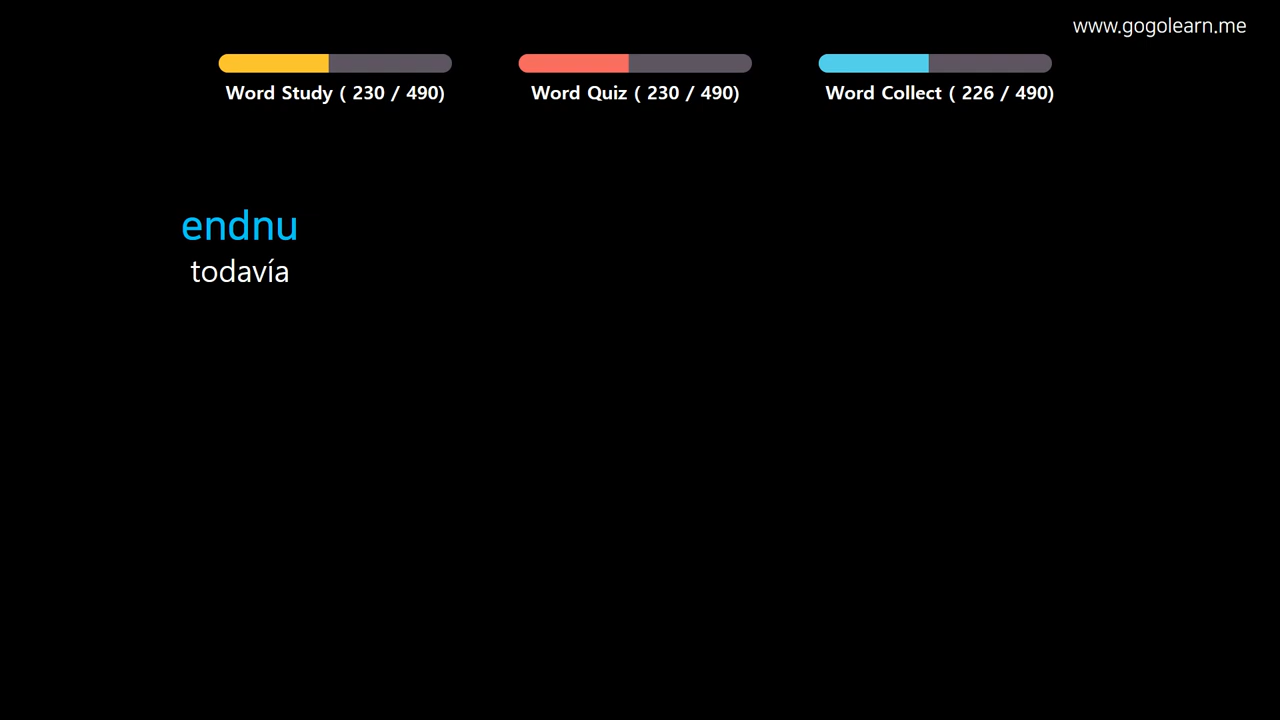 www.gogolearn.me
Word Study ( 230 / 490)
Word Quiz ( 230 / 490)
Word Collect ( 226 / 490)
endnu
todavía